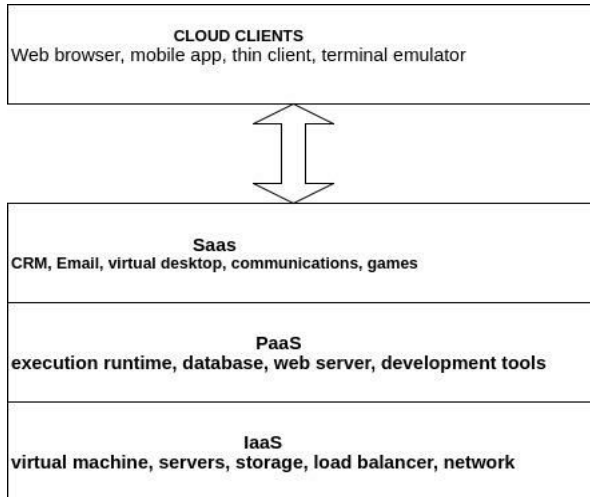 CLOUD CLIENTS
Web browser, mobile app, thin client, terminal emulator
Saas
CRM, Email, virtual desktop, communications, games
PaaS
execution runtime, database, web server, development tools
IaaS
virtual machine, servers, storage, load balancer, network